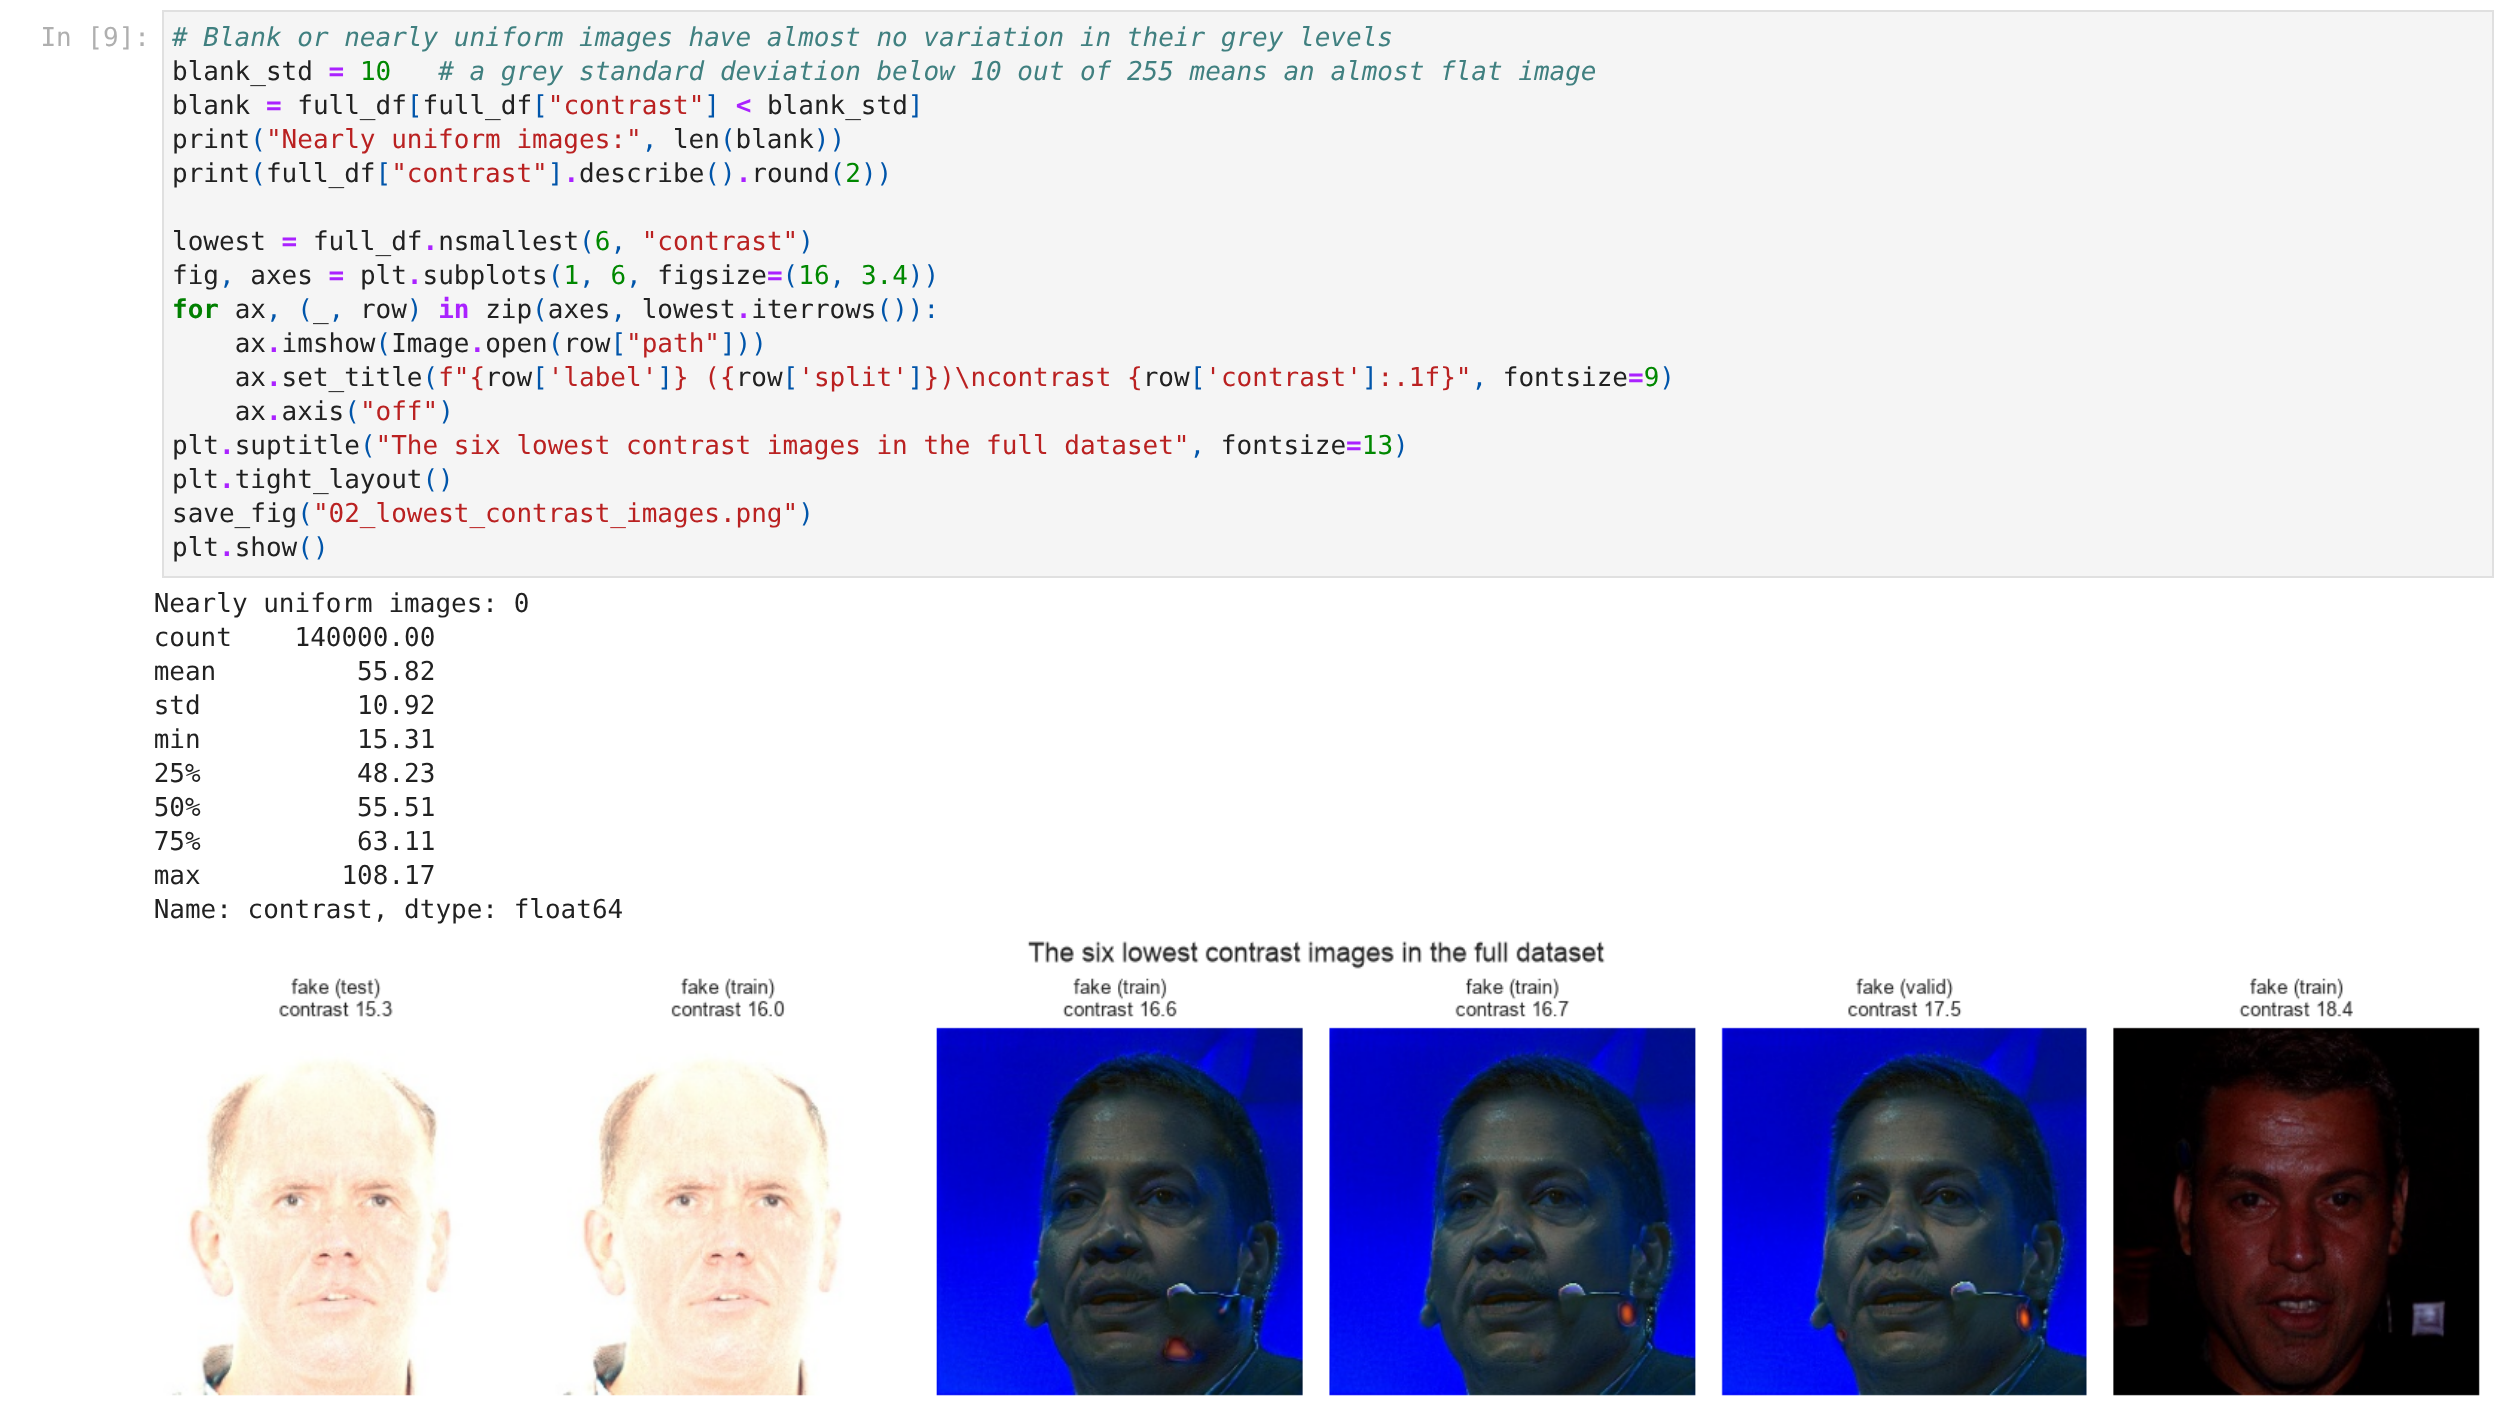 In [9]:
# Blank or nearly uniform images have almost no variation in their grey levels
blank_std = 10   # a grey standard deviation below 10 out of 255 means an almost flat image
blank = full_df[full_df["contrast"] < blank_std]
print("Nearly uniform images:", len(blank))
print(full_df["contrast"].describe().round(2))

lowest = full_df.nsmallest(6, "contrast")
fig, axes = plt.subplots(1, 6, figsize=(16, 3.4))
for ax, (_, row) in zip(axes, lowest.iterrows()):
    ax.imshow(Image.open(row["path"]))
    ax.set_title(f"{row['label']} ({row['split']})\ncontrast {row['contrast']:.1f}", fontsize=9)
    ax.axis("off")
plt.suptitle("The six lowest contrast images in the full dataset", fontsize=13)
plt.tight_layout()
save_fig("02_lowest_contrast_images.png")
plt.show()
Nearly uniform images: 0
count    140000.00
mean         55.82
std          10.92
min          15.31
25%          48.23
50%          55.51
75%          63.11
max         108.17
Name: contrast, dtype: float64
The six lowest contrast images in the full dataset
fake (test)
contrast 15.3
fake (train)
contrast 16.0
fake (train)
contrast 16.6
fake (train)
contrast 16.7
fake (valid)
contrast 17.5
fake (train)
contrast 18.4